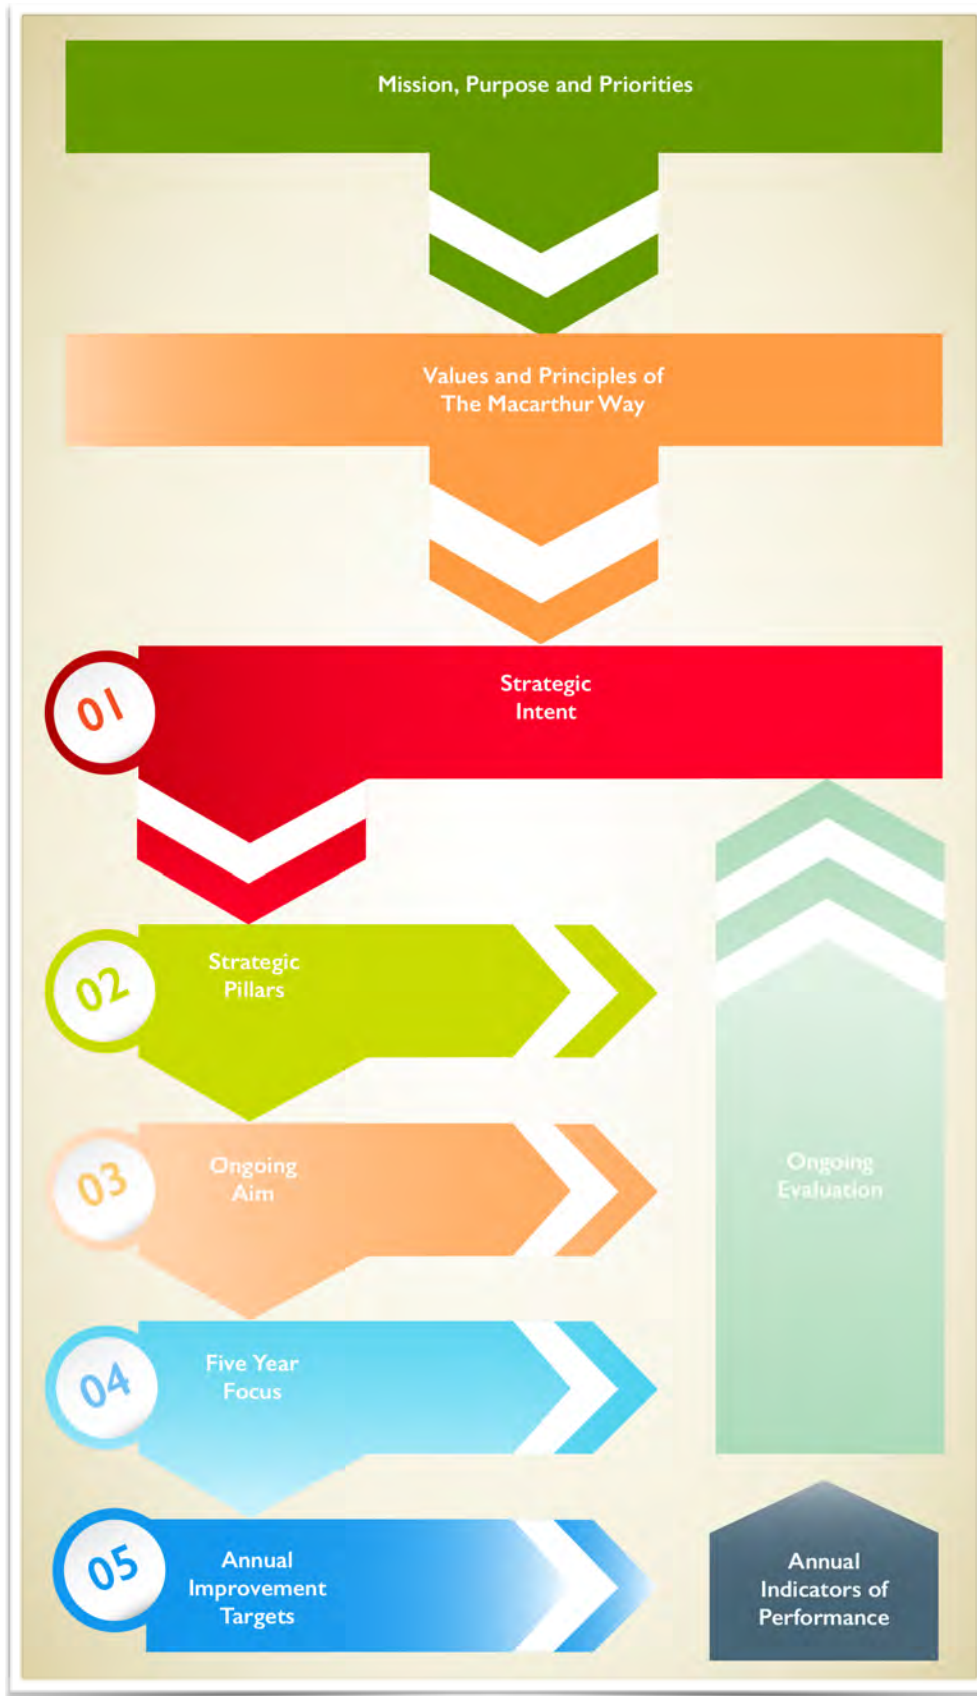 Mission, Purpose and Priorities
Values and Principles of
The Macarthur Way
01
Strategic
Intent
02
Strategic
Pillars
03
Ongoing
Aim
Ongoing
Evaluation
04
Five Year
Focus
05
Annual
Improvement
Targets
Annual
Indicators of
Performance